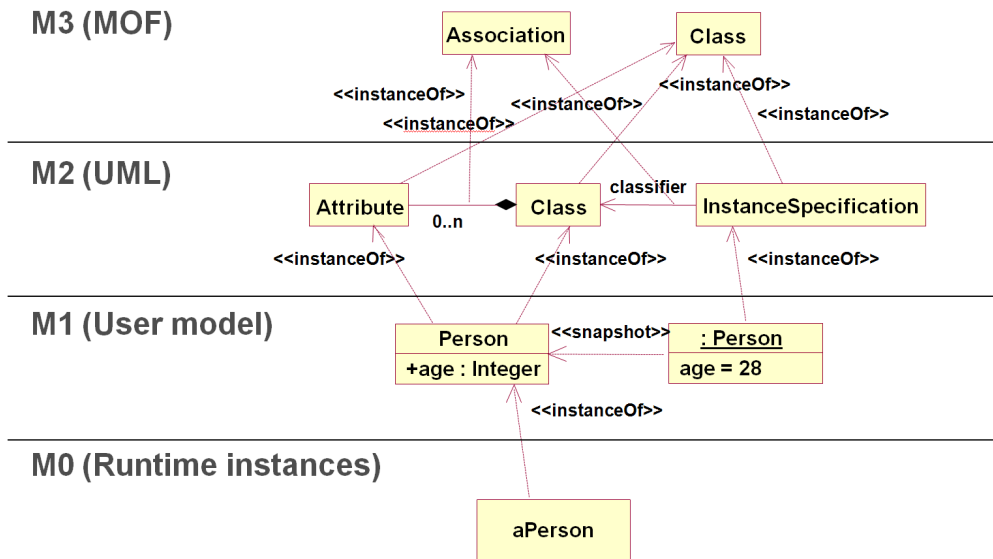 M3 (MOF)
Association
Class
<<instanceOf>>
<<instanceOf>>
<<instanceOf>>
<<instanceOf>>
<<instanceOf>>
M2 (UML)
Attribute
0..n
Class
classifier
InstanceSpecification
<<instanceOf>>
<<instanceOf>>
<<instanceOf>>
M1 (User model)
Person
+age : Integer
<<snapshot>>
: Person
age = 28
<<instanceOf>>
M0 (Runtime instances)
aPerson